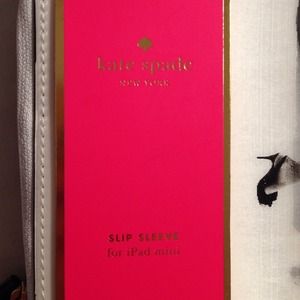 kate spade
NEW YORK
SLIP SLEEVE
for iPad mini